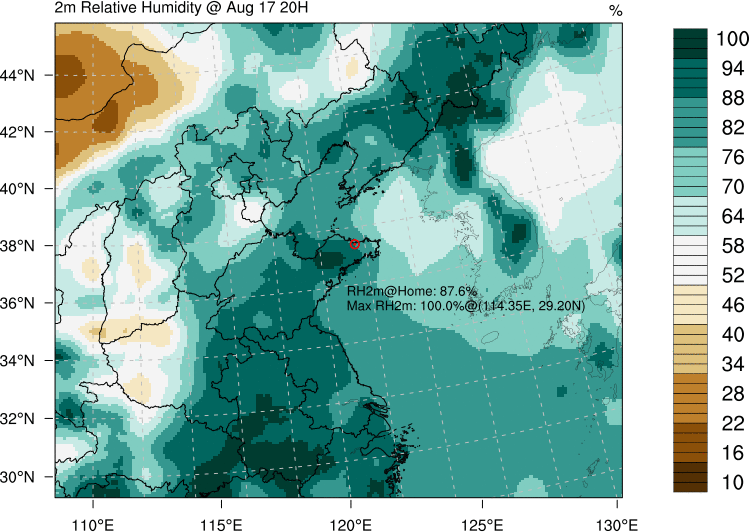 2m Relative Humidity @ Aug 17 20H
%
44°N
42°N
40°N
38°N
36°N
34°N
32°N
30°N
110°E
115°E
120°E
125°E
130°E
RH2m@Home: 87.6%
Max RH2m: 100.0%@(114.35E, 29.20N)
100
94
88
82
76
70
64
58
52
46
40
34
28
22
16
10